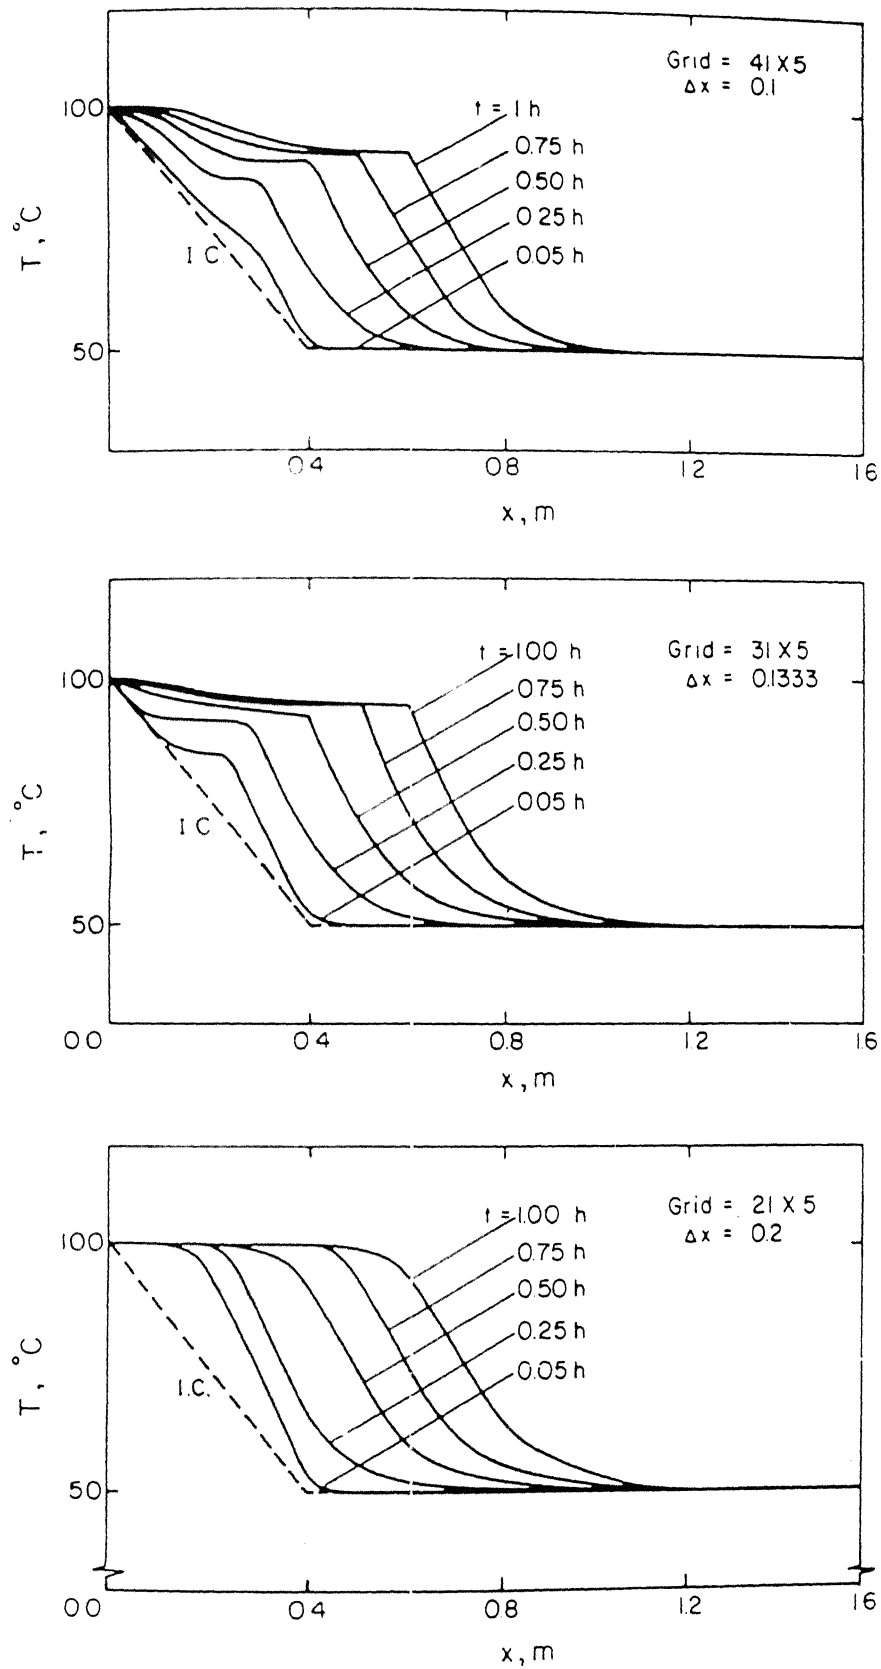 Grid = 41 X 5
Δx = 0.1
t = 1 h
0.75 h
0.50 h
0.25 h
0.05 h
100
50
T, °C
I C
0.4 0.8 1.2 1.6
x, m
Grid = 31 X 5
Δx = 0.1333
t = 1.00 h
0.75 h
0.50 h
0.25 h
0.05 h
100
50
T, °C
I C
0.0 0.4 0.8 1.2 1.6
x, m
Grid = 21 X 5
Δx = 0.2
t = 1.00 h
0.75 h
0.50 h
0.25 h
0.05 h
100
50
T, °C
I.C.
0.0 0.4 0.8 1.2 1.6
x, m